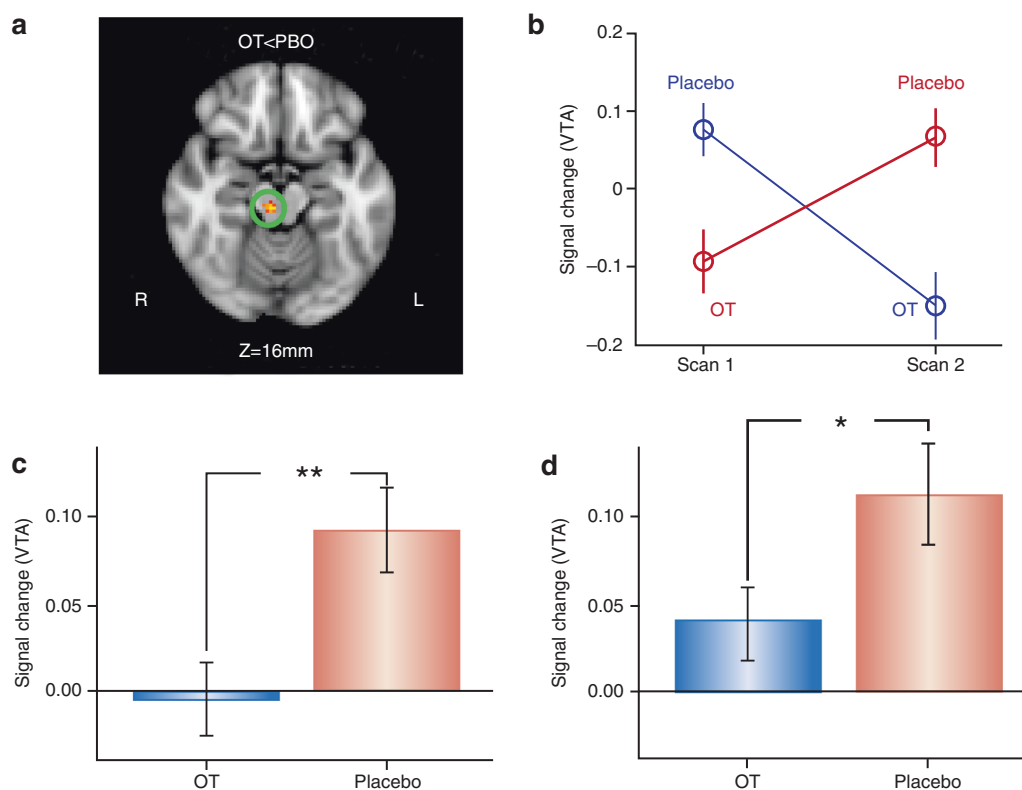 a
OT<PBO
R
L
Z=16mm
b
Signal change (VTA)
0.2
0.1
0
−0.1
−0.2
Placebo
Placebo
OT
OT
Scan 1
Scan 2
c
Signal change (VTA)
0.10
0.05
0.00
**
OT
Placebo
d
Signal change (VTA)
0.10
0.05
0.00
*
OT
Placebo